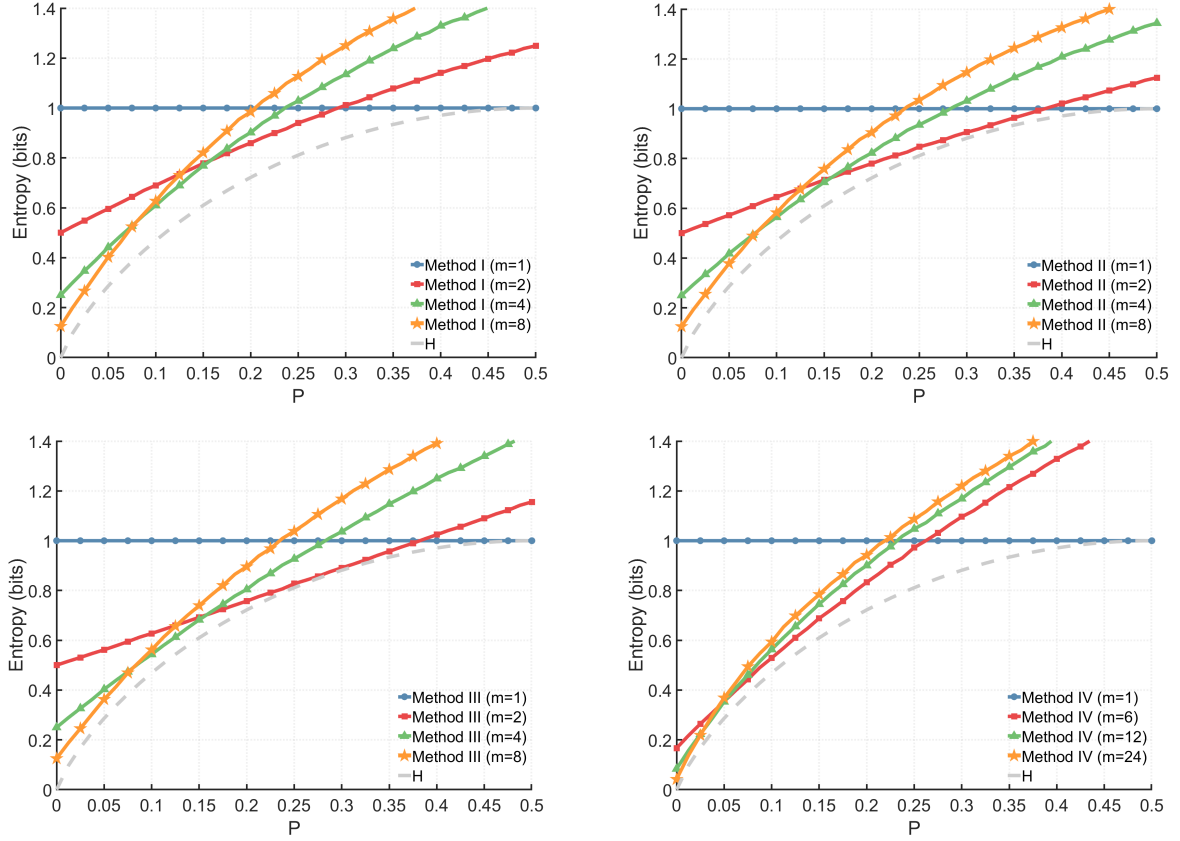 1.4
1.2
1
0.8
0.6
0.4
0.2
0
Entropy (bits)
Method I (m=1)
Method I (m=2)
Method I (m=4)
Method I (m=8)
H
0 0.05 0.1 0.15 0.2 0.25 0.3 0.35 0.4 0.45 0.5
P
1.4
1.2
1
0.8
0.6
0.4
0.2
0
Entropy (bits)
Method II (m=1)
Method II (m=2)
Method II (m=4)
Method II (m=8)
H
0 0.05 0.1 0.15 0.2 0.25 0.3 0.35 0.4 0.45 0.5
P
1.4
1.2
1
0.8
0.6
0.4
0.2
0
Entropy (bits)
Method III (m=1)
Method III (m=2)
Method III (m=4)
Method III (m=8)
H
0 0.05 0.1 0.15 0.2 0.25 0.3 0.35 0.4 0.45 0.5
P
1.4
1.2
1
0.8
0.6
0.4
0.2
0
Entropy (bits)
Method IV (m=1)
Method IV (m=6)
Method IV (m=12)
Method IV (m=24)
H
0 0.05 0.1 0.15 0.2 0.25 0.3 0.35 0.4 0.45 0.5
P